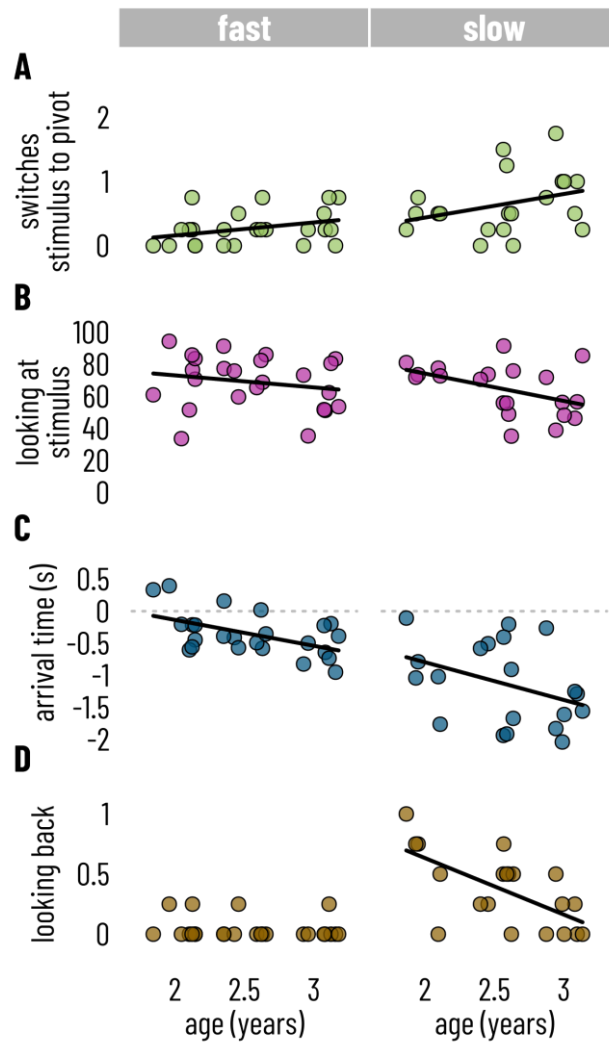 fast slow
A
switches
stimulus to pivot
2
1
0
B
looking at
stimulus
100
80
60
40
20
0
C
arrival time (s)
0.5
0
-0.5
-1
-1.5
-2
D
looking back
1
0.5
0
2 2.5 3 2 2.5 3
age (years) age (years)